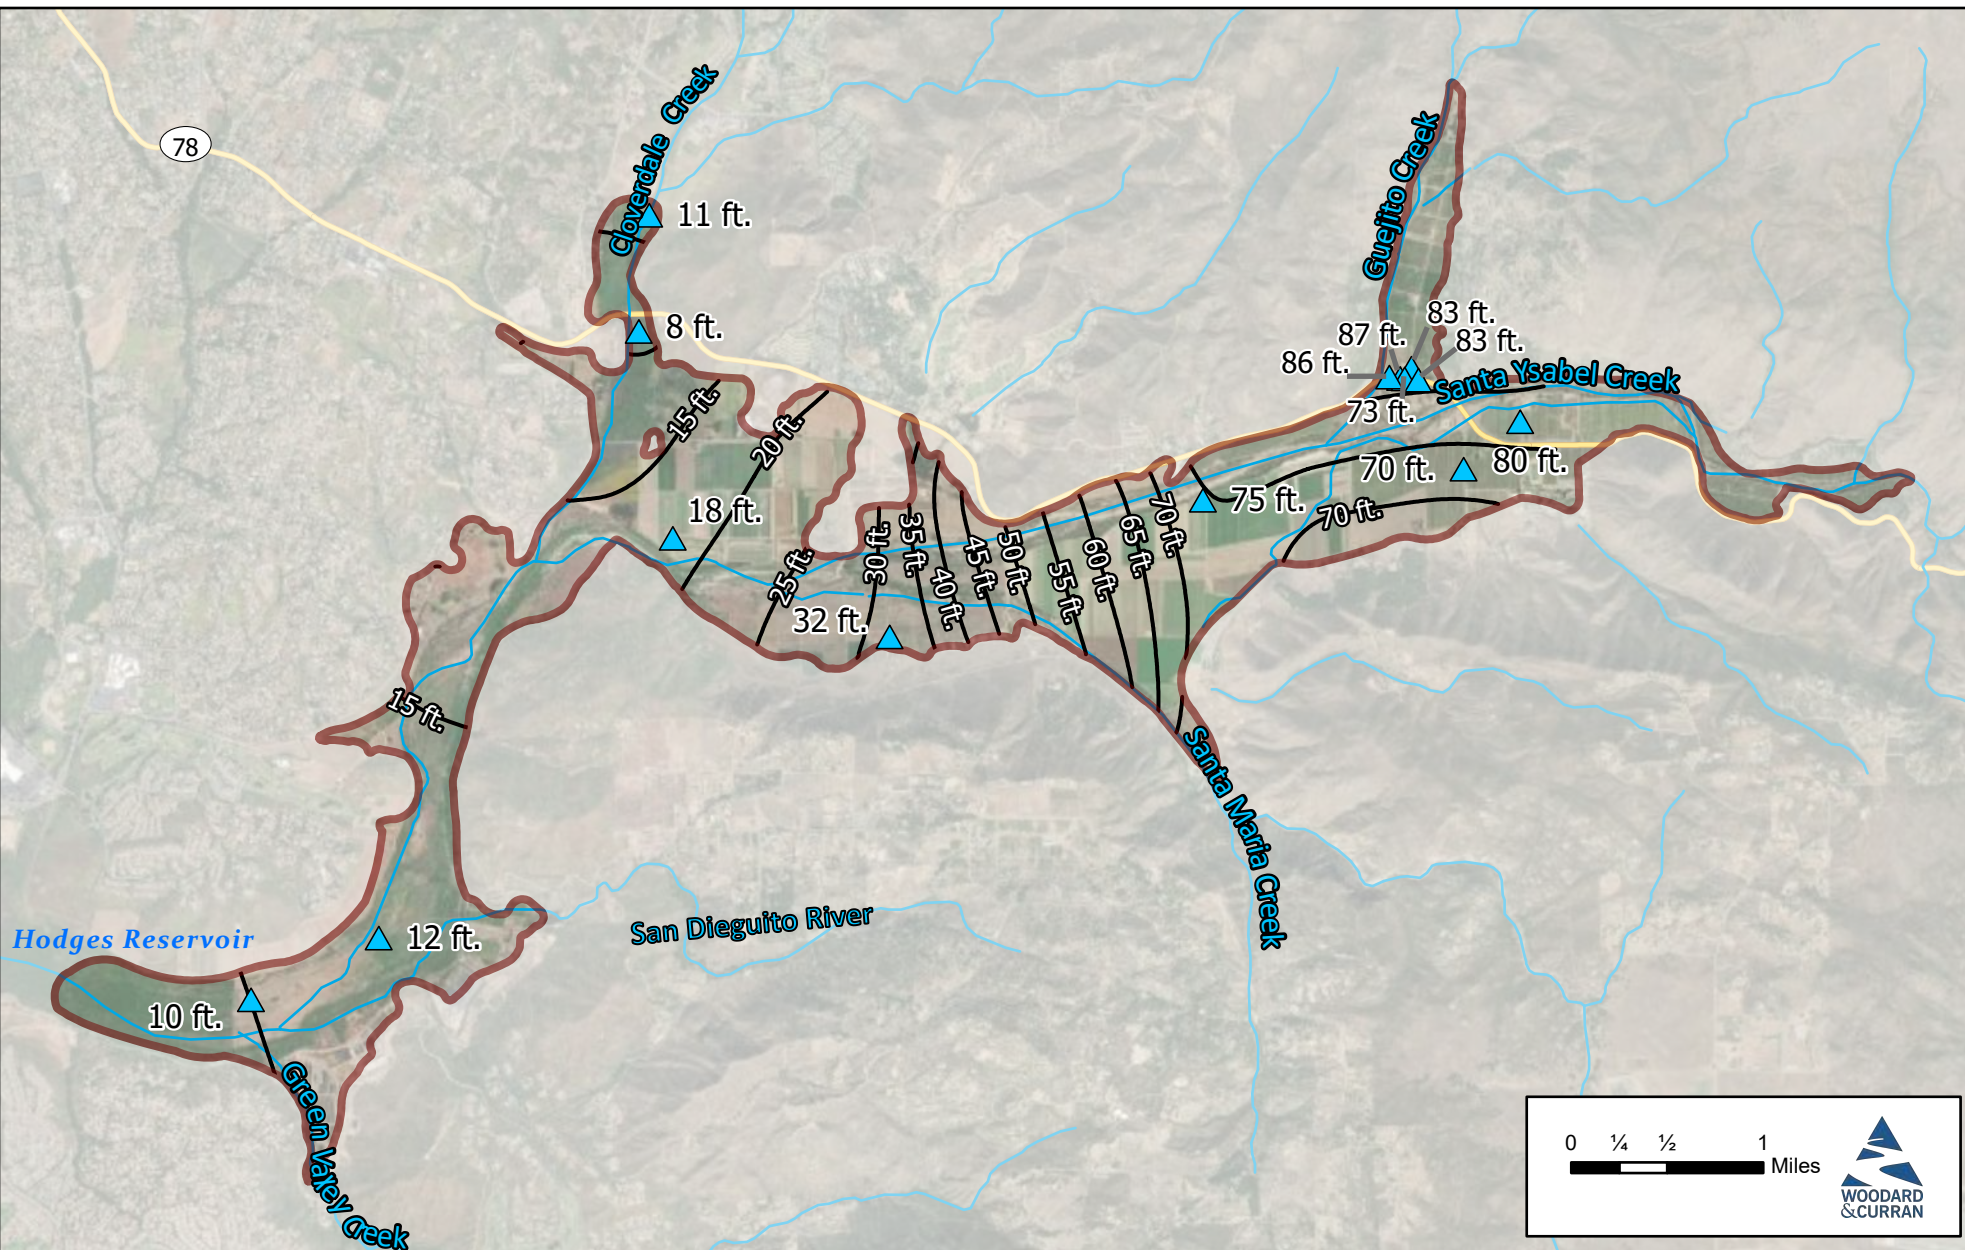 Cloverdale Creek
78
Guejito Creek
11 ft.
8 ft.
83 ft.
87 ft.
83 ft.
86 ft.
Santa Ysabel Creek
73 ft.
15 ft.
20 ft.
70 ft.
80 ft.
75 ft.
70 ft.
18 ft.
25 ft.
30 ft.
35 ft.
40 ft.
45 ft.
50 ft.
55 ft.
60 ft.
65 ft.
70 ft.
32 ft.
15 ft.
Santa Maria Creek
San Dieguito River
Hodges Reservoir
12 ft.
10 ft.
Green Valley Creek
0 ¼ ½ 1
Miles
WOODARD
&CURRAN